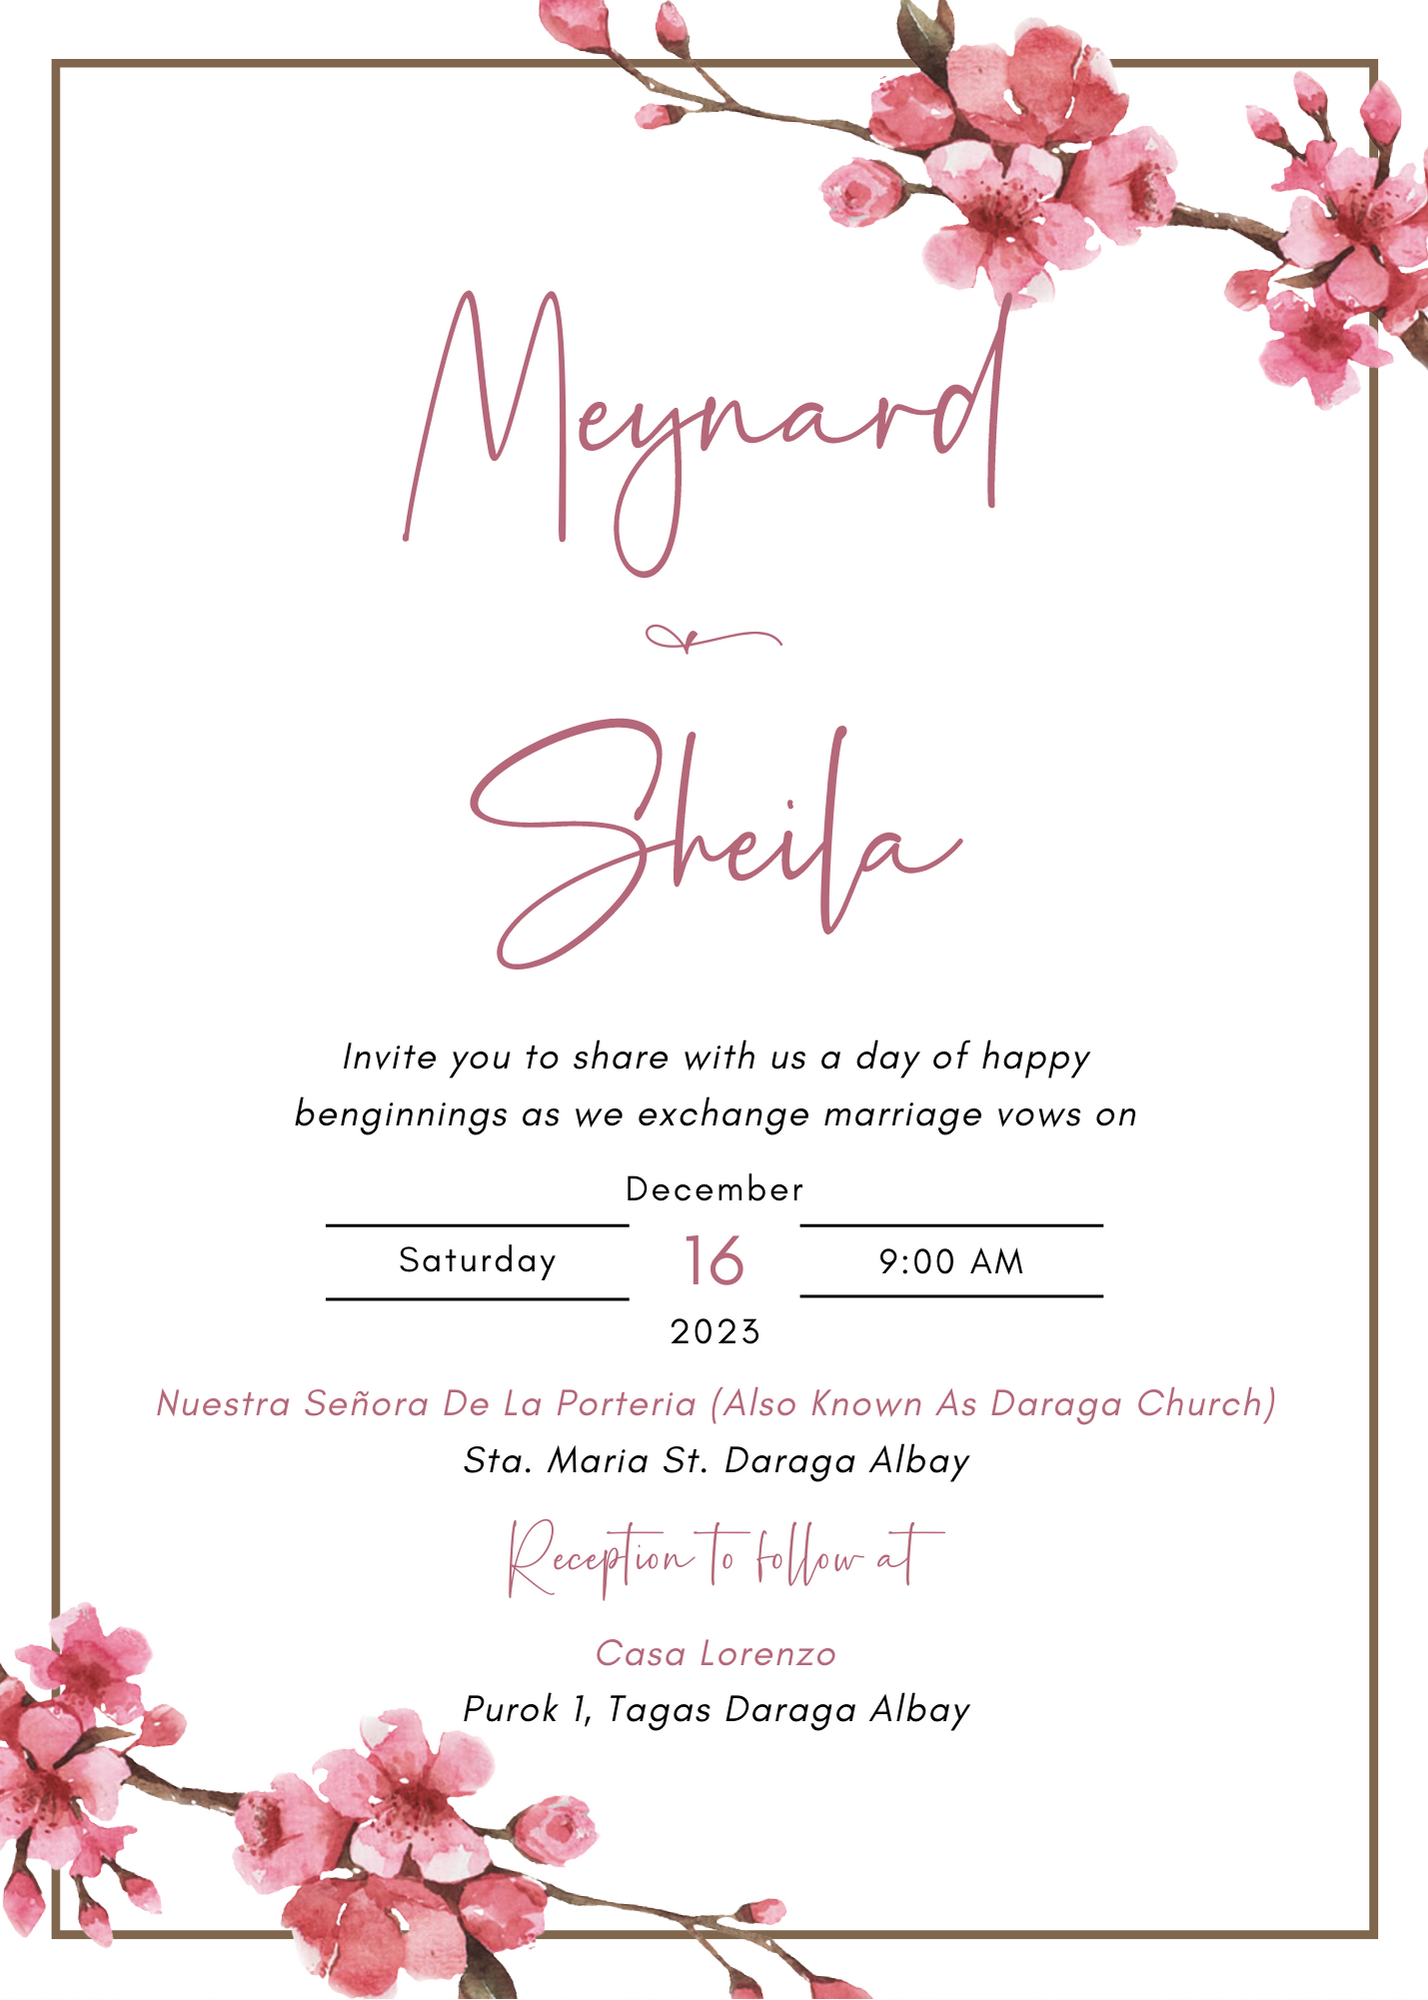 Meynard
&
Sheila
Invite you to share with us a day of happy
benginnings as we exchange marriage vows on
December
Saturday 16 9:00 AM
2023
Nuestra Señora De La Porteria (Also Known As Daraga Church)
Sta. Maria St. Daraga Albay
Reception to follow at
Casa Lorenzo
Purok 1, Tagas Daraga Albay